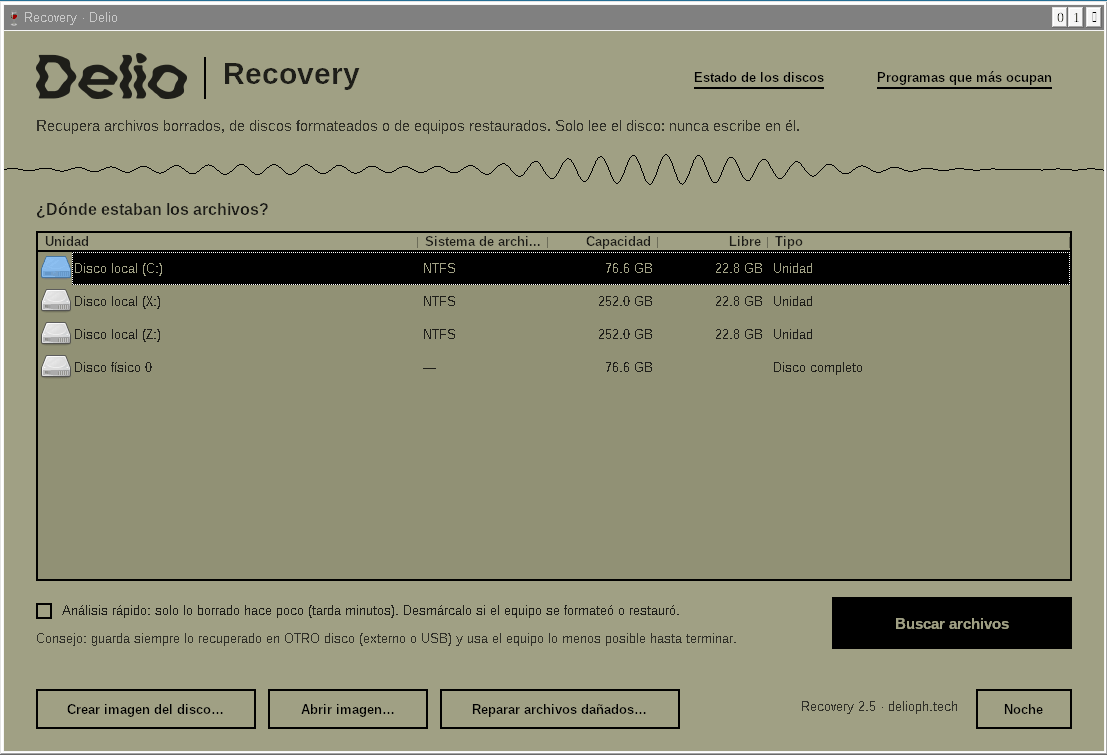 Recovery · Delio
0 1
Delio | Recovery
Estado de los discos
Programas que más ocupan
Recupera archivos borrados, de discos formateados o de equipos restaurados. Solo lee el disco: nunca escribe en él.
¿Dónde estaban los archivos?
Unidad Sistema de archi... Capacidad Libre Tipo
Disco local (C:) NTFS 76.6 GB 22.8 GB Unidad
Disco local (X:) NTFS 252.0 GB 22.8 GB Unidad
Disco local (Z:) NTFS 252.0 GB 22.8 GB Unidad
Disco físico 0 — 76.6 GB Disco completo
Análisis rápido: solo lo borrado hace poco (tarda minutos). Desmárcalo si el equipo se formateó o restauró.
Consejo: guarda siempre lo recuperado en OTRO disco (externo o USB) y usa el equipo lo menos posible hasta terminar.
Buscar archivos
Crear imagen del disco...
Abrir imagen...
Reparar archivos dañados...
Recovery 2.5 · delioph.tech
Noche